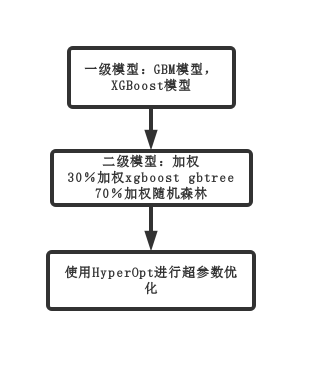 一级模型：GBM模型，
XGBoost模型
二级模型：加权
30%加权xgboost gbtree
70%加权随机森林
使用HyperOpt进行超参数优
化